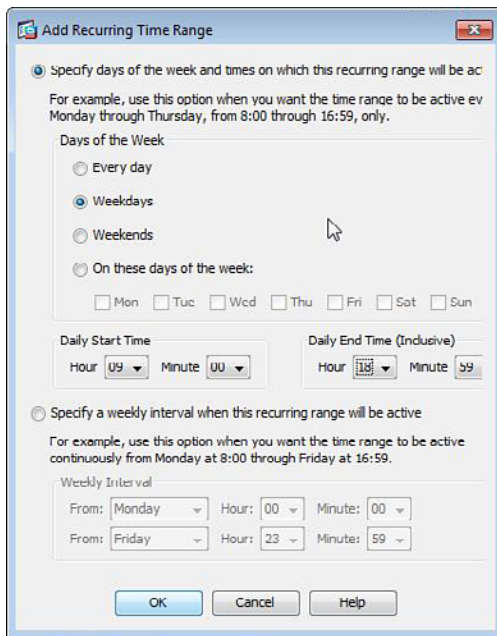 Add Recurring Time Range
Specify days of the week and times on which this recurring range will be act
For example, use this option when you want the time range to be active ev
Monday through Thursday, from 8:00 through 16:59, only.
Days of the Week
Every day
Weekdays
Weekends
On these days of the week:
Mon Tue Wed Thu Fri Sat Sun
Daily Start Time Daily End Time (Inclusive)
Hour 09 Minute 00 Hour 18 Minute 59
Specify a weekly interval when this recurring range will be active
For example, use this option when you want the time range to be active
continuously from Monday at 8:00 through Friday at 16:59.
Weekly Interval
From: Monday Hour: 00 Minute: 00
From: Friday Hour: 23 Minute: 59
OK Cancel Help